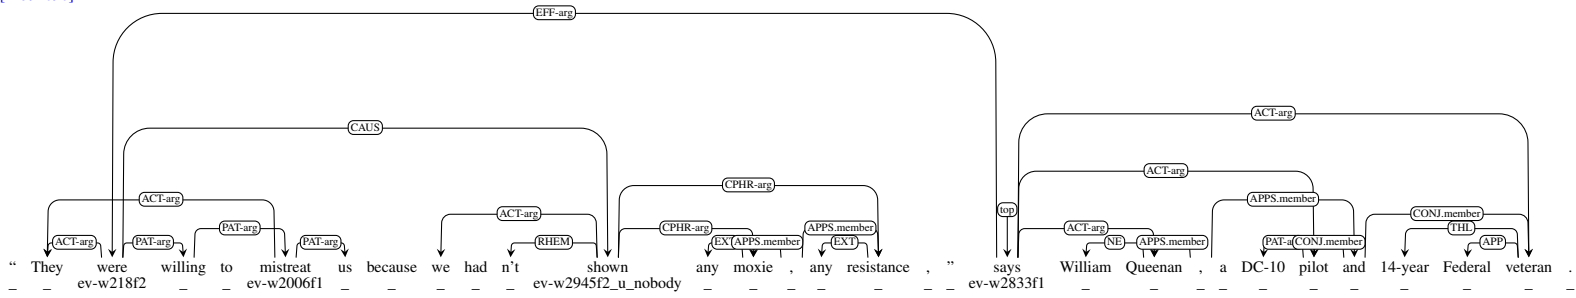 EFF-arg
ACT-arg
CAUS
ACT-arg
CPHR-arg
ACT-arg APPS.member
top
ACT-arg CPHR-arg APPS.member CONJ.member
PAT-arg ACT-arg THL
ACT-arg PAT-arg PAT-arg RHEM APPS.member EXT NE APPS.member CONJ.member APP
“ They were willing to mistreat us because we had n't shown any moxie , any resistance , ” says William Queenan , a DC-10 pilot and 14-year Federal veteran .
_ _ ev-w218f2 _ _ ev-w2006f1 _ _ _ _ _ ev-w2945f2_u_nobody _ _ _ _ _ _ _ ev-w2833f1 _ _ _ _ _ _ _ _ _ _ _